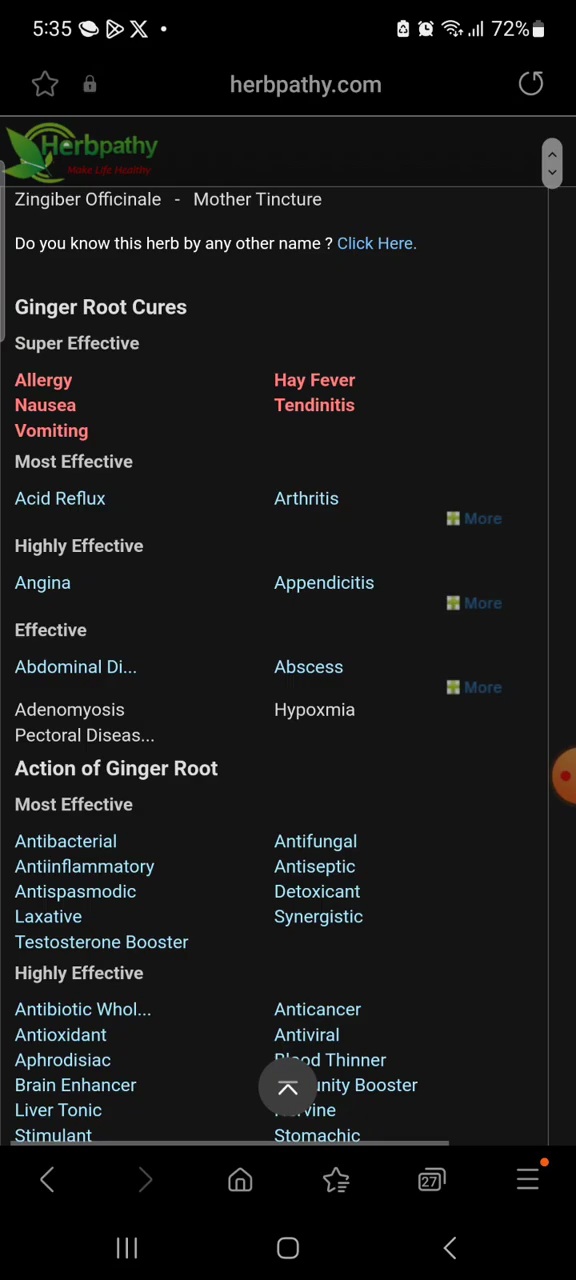 5:35 72%
herbpathy.com
Herbpathy
Make Life Healthy
Zingiber Officinale - Mother Tincture
Do you know this herb by any other name ? Click Here.
Ginger Root Cures
Super Effective
Allergy Hay Fever
Nausea Tendinitis
Vomiting
Most Effective
Acid Reflux Arthritis
More
Highly Effective
Angina Appendicitis
More
Effective
Abdominal Di... Abscess
More
Adenomyosis Hypoxmia
Pectoral Diseas...
Action of Ginger Root
Most Effective
Antibacterial Antifungal
Antiinflammatory Antiseptic
Antispasmodic Detoxicant
Laxative Synergistic
Testosterone Booster
Highly Effective
Antibiotic Whol... Anticancer
Antioxidant Antiviral
Aphrodisiac Blood Thinner
Brain Enhancer Booster
Liver Tonic
Stimulant Stomachic
27